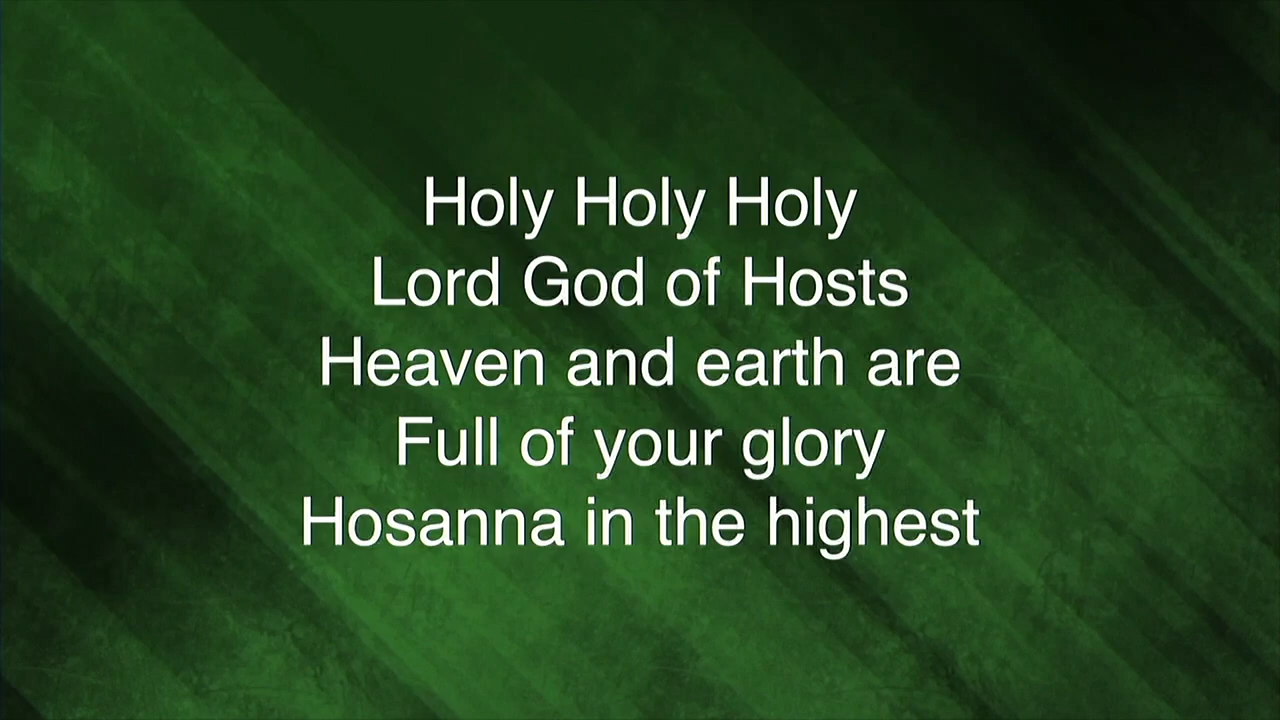 Holy Holy Holy
Lord God of Hosts
Heaven and earth are
Full of your glory
Hosanna in the highest